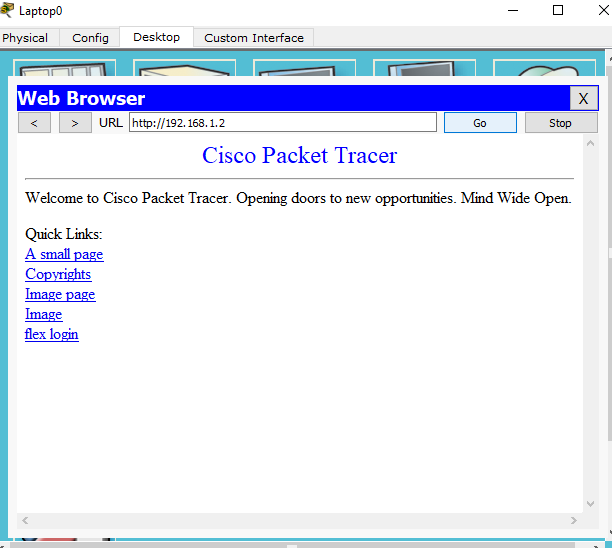 Laptop0
Physical Config Desktop Custom Interface
Web Browser X
< > URL http://192.168.1.2 Go Stop
Cisco Packet Tracer
Welcome to Cisco Packet Tracer. Opening doors to new opportunities. Mind Wide Open.
Quick Links:
A small page
Copyrights
Image page
Image
flex login